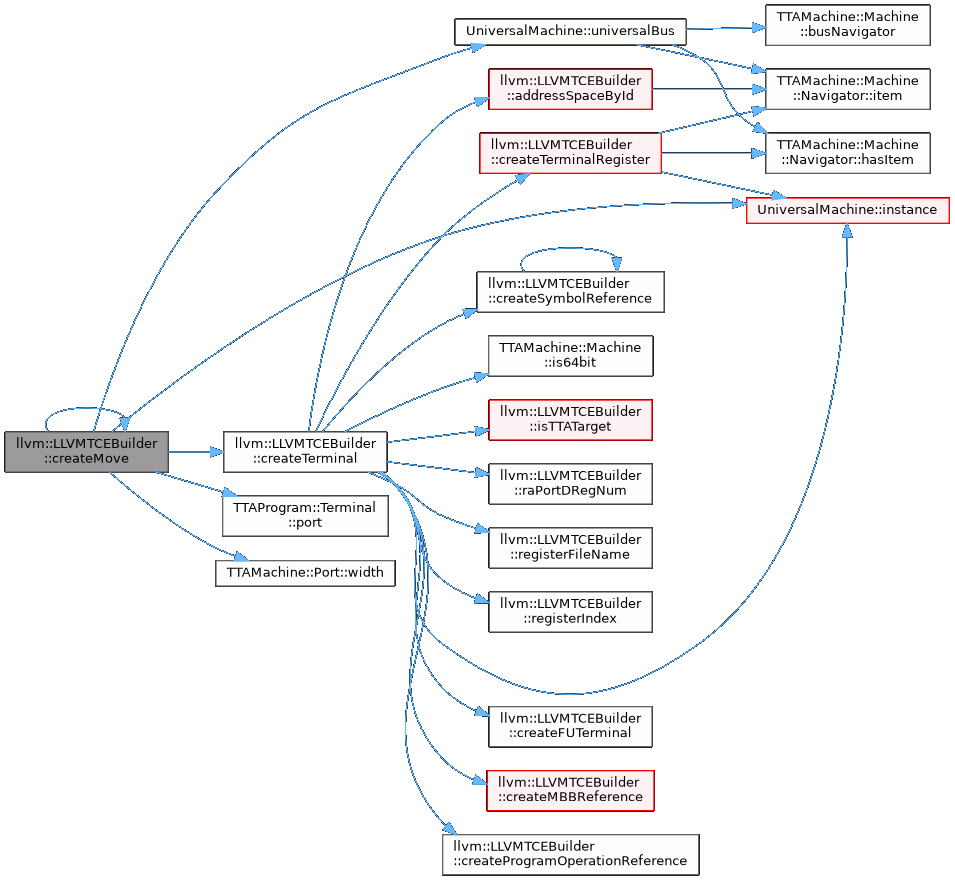 UniversalMachine::universalBus
TTAMachine::Machine
::busNavigator
llvm::LLVMTCEBuilder
::addressSpaceById
TTAMachine::Machine
::Navigator::item
llvm::LLVMTCEBuilder
::createTerminalRegister
TTAMachine::Machine
::Navigator::hasItem
UniversalMachine::instance
llvm::LLVMTCEBuilder
::createSymbolReference
TTAMachine::Machine
::is64bit
llvm::LLVMTCEBuilder
::isTTATarget
llvm::LLVMTCEBuilder
::createMove
llvm::LLVMTCEBuilder
::createTerminal
llvm::LLVMTCEBuilder
::raPortDRegNum
TTAProgram::Terminal
::port
llvm::LLVMTCEBuilder
::registerFileName
TTAMachine::Port::width
llvm::LLVMTCEBuilder
::registerIndex
llvm::LLVMTCEBuilder
::createFUTerminal
llvm::LLVMTCEBuilder
::createMBBReference
llvm::LLVMTCEBuilder
::createProgramOperationReference